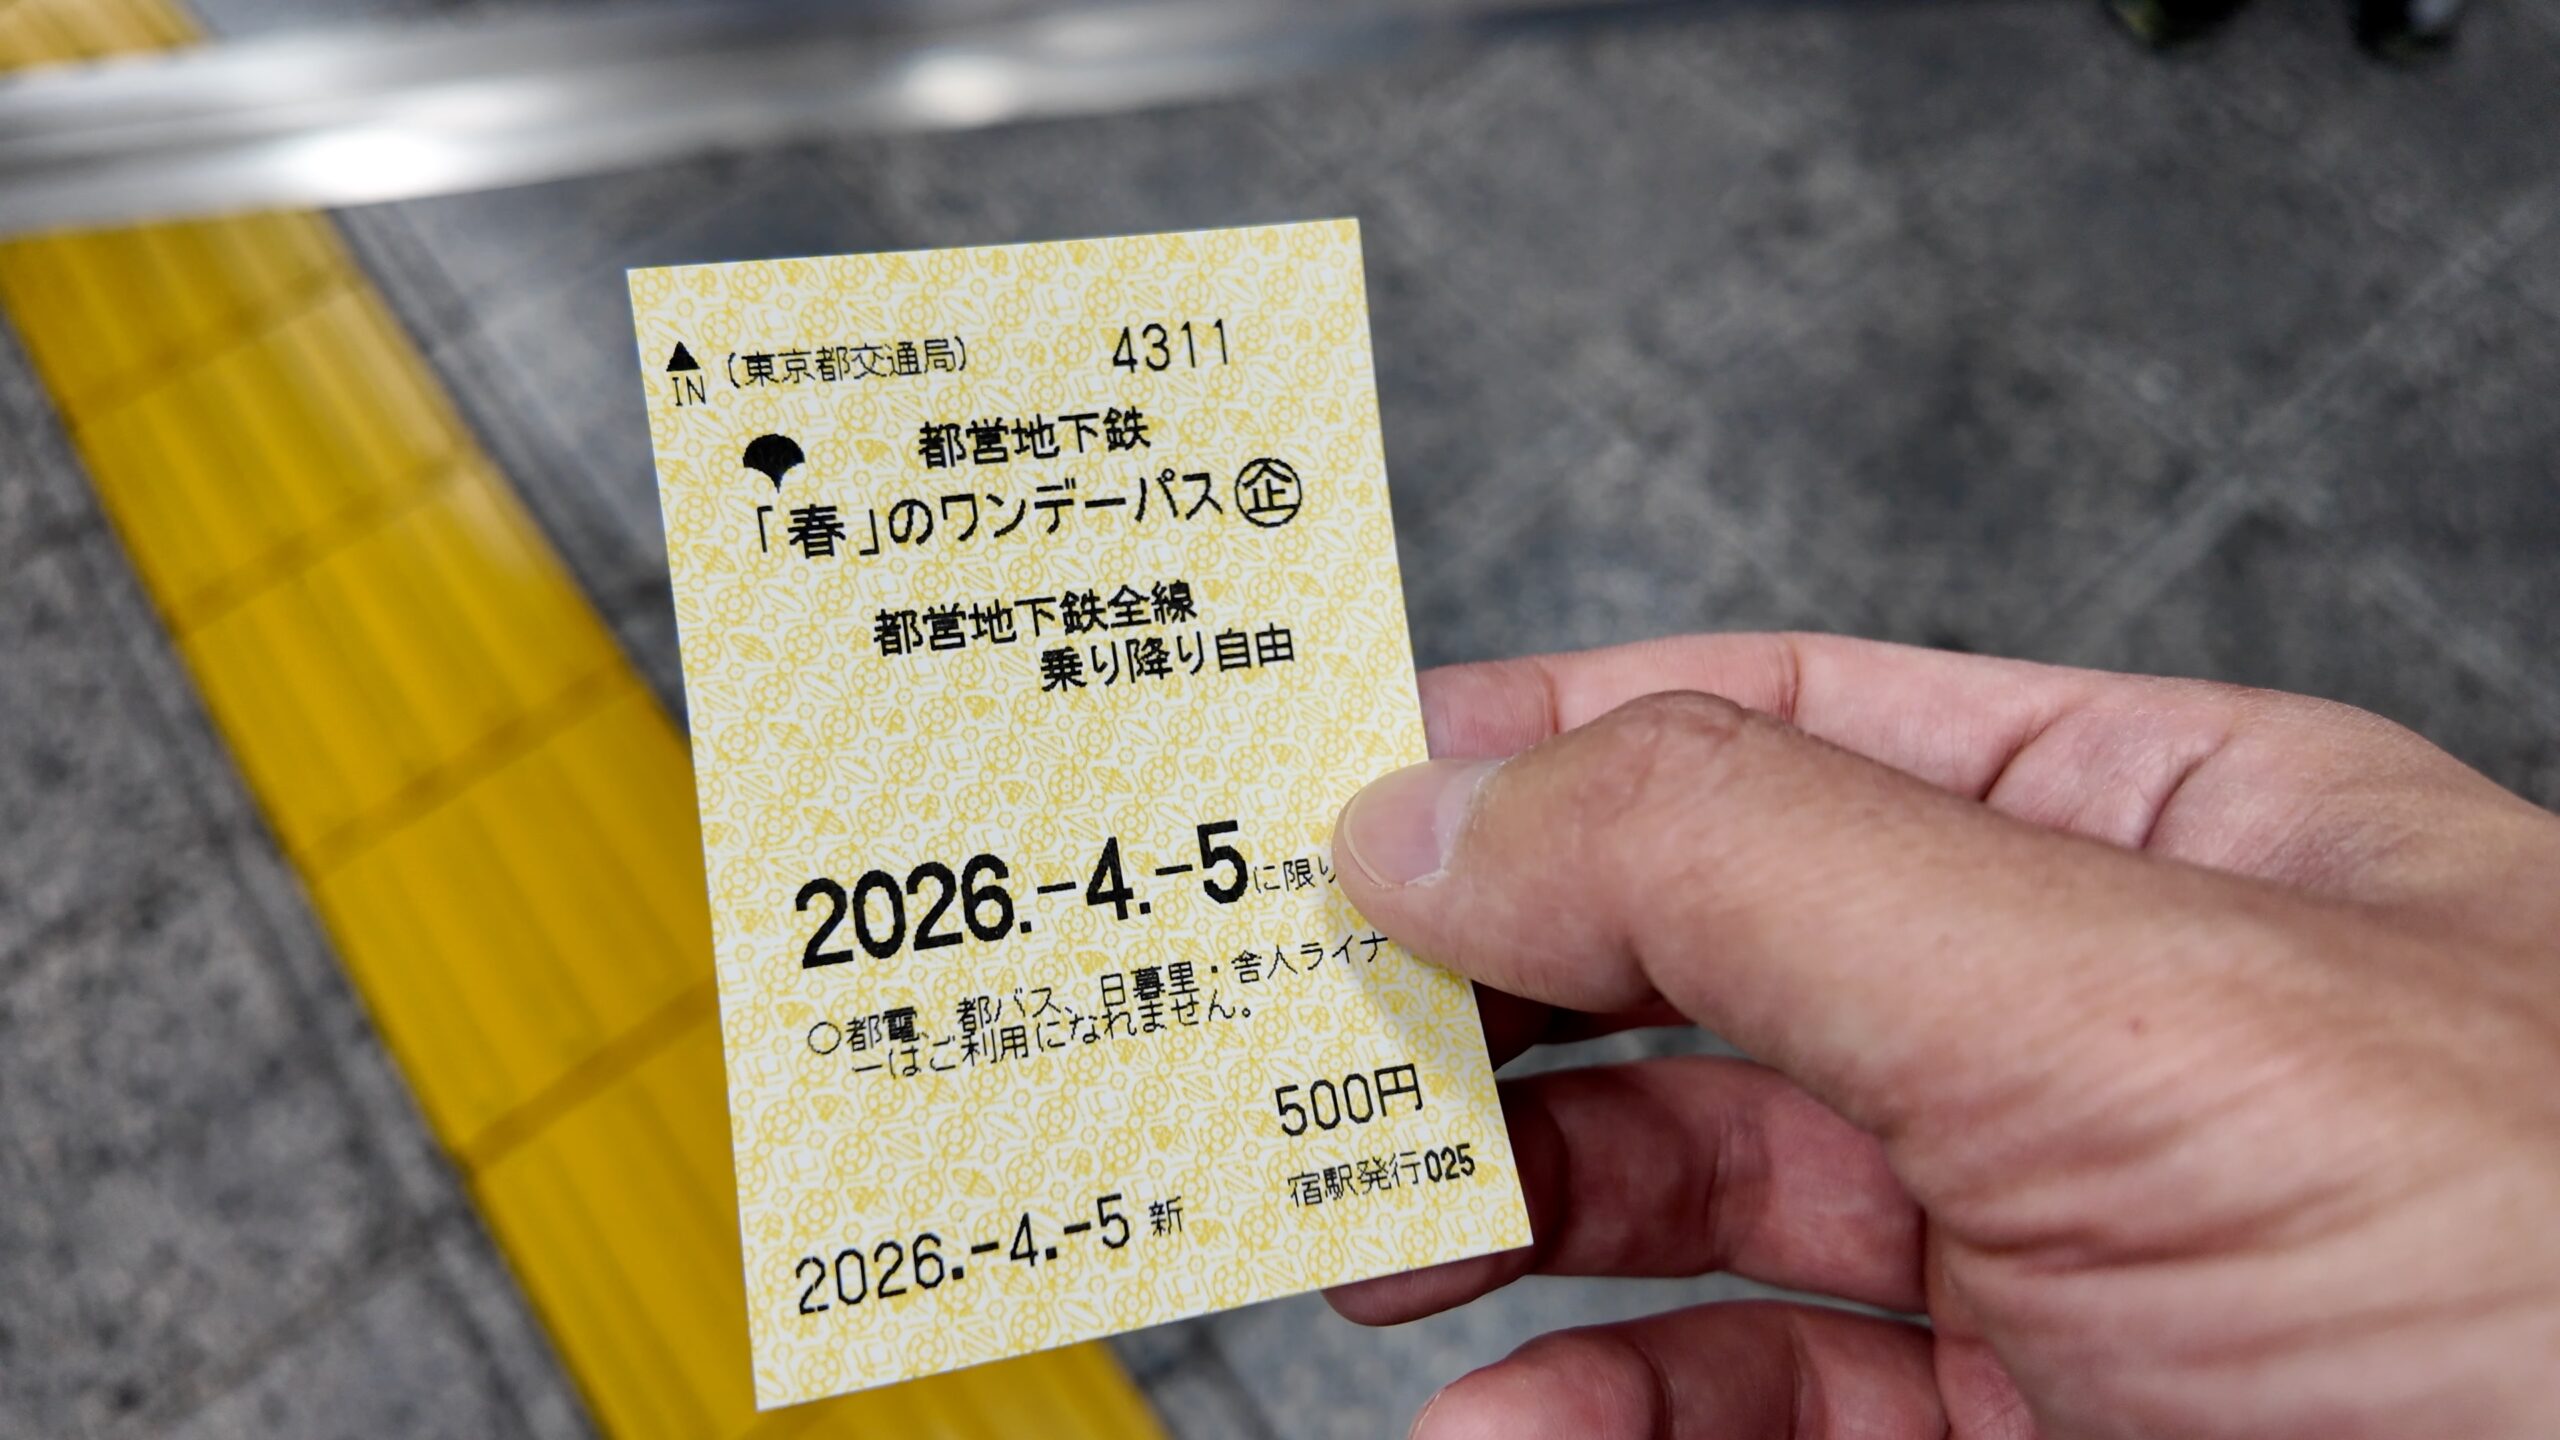 IN (東京都交通局) 4311
都営地下鉄
「春」のワンデーパス㊭
都営地下鉄全線
乗り降り自由
2026.-4.-5に限り
○都電、都バス、日暮里・舎人ライナ
ーはご利用になれません。
500円
宿駅発行025
2026.-4.-5 新